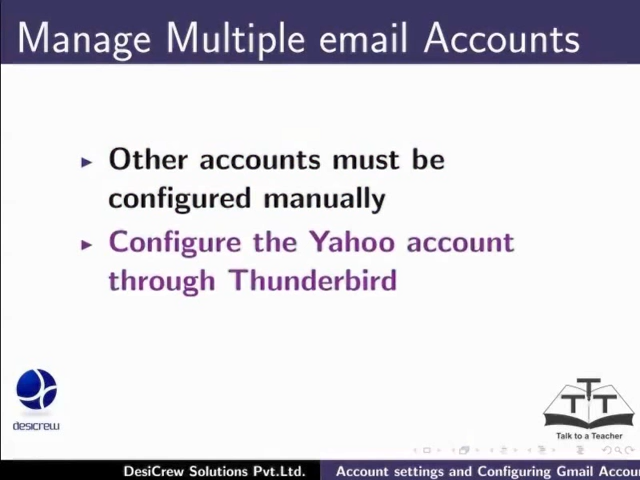 Manage Multiple email Accounts
Other accounts must be
configured manually
Configure the Yahoo account
through Thunderbird
desicrew
TTT
Talk to a Teacher
DesiCrew Solutions Pvt.Ltd.
Account settings and Configuring Gmail Accou